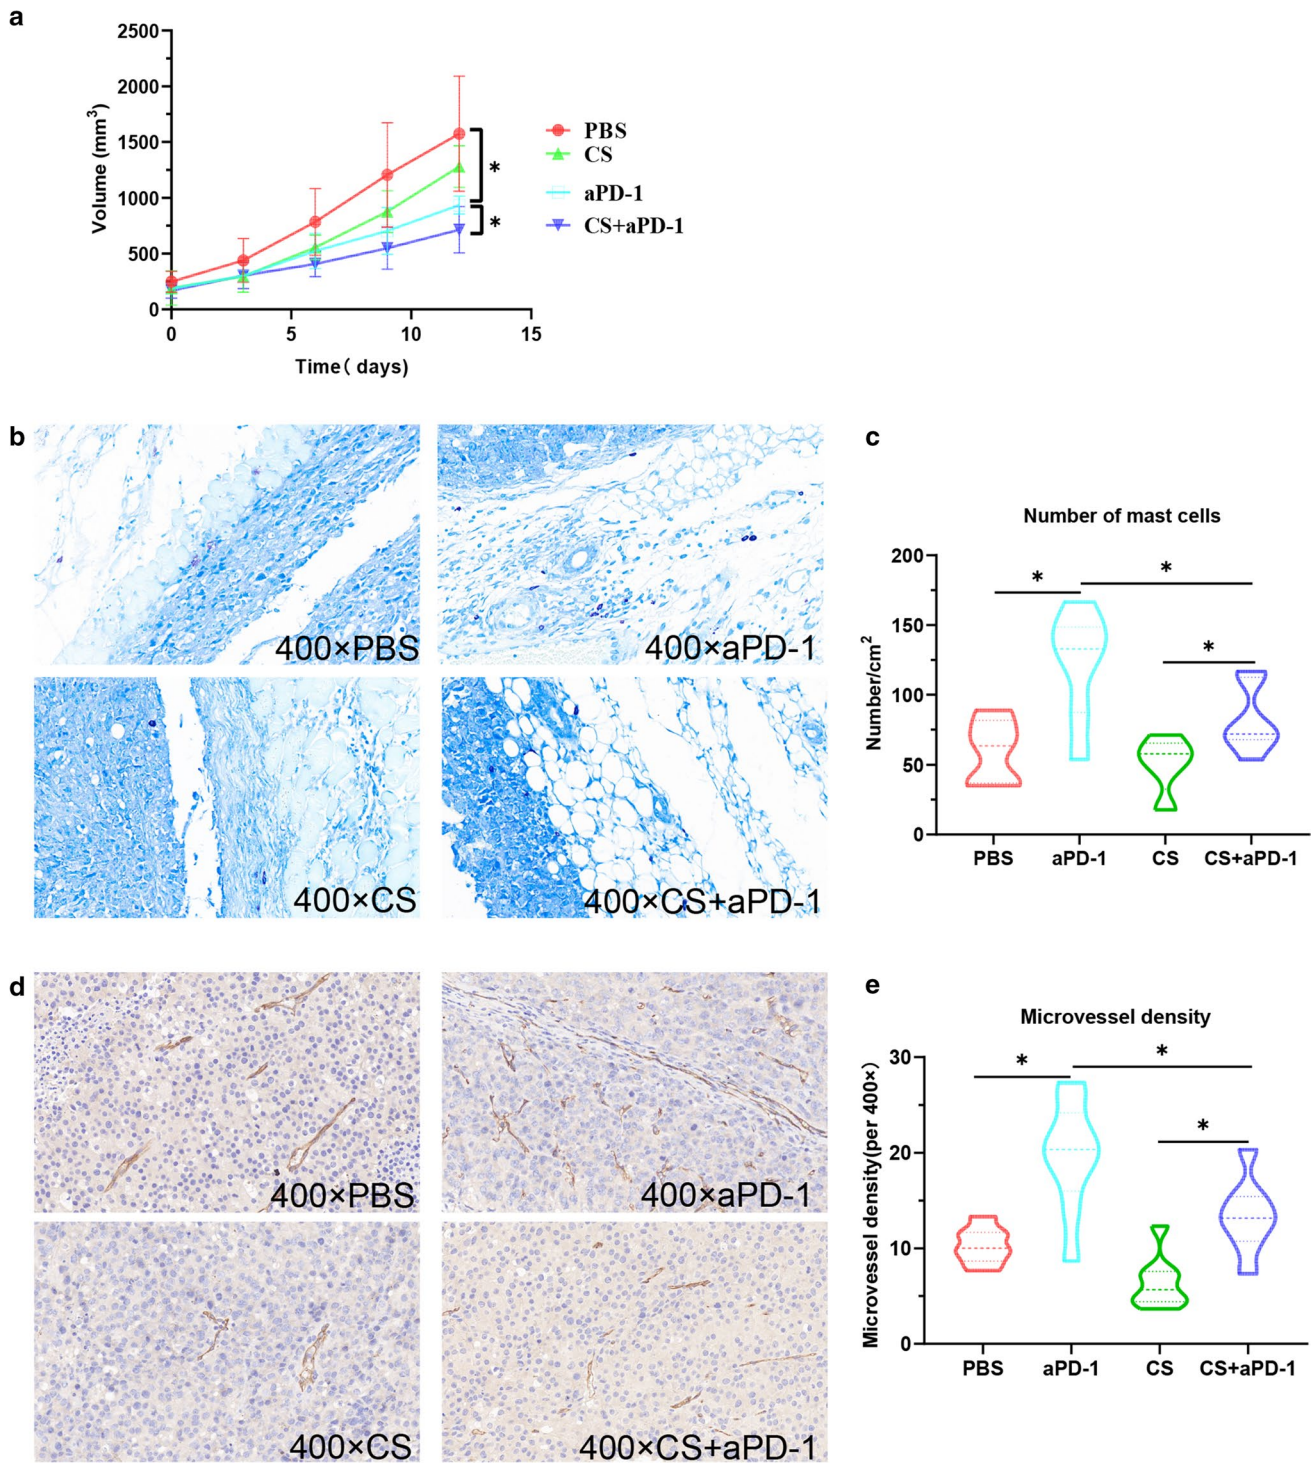 a
2500
2000
1500
1000
500
0
Volume (mm³)
0 5 10 15
Time( days)
*
*
PBS
CS
aPD-1
CS+aPD-1
b
400×PBS
400×aPD-1
400×CS
400×CS+aPD-1
c
Number of mast cells
200
150
100
50
0
Number/cm²
*
*
*
PBS aPD-1 CS CS+aPD-1
d
400×PBS
400×aPD-1
400×CS
400×CS+aPD-1
e
Microvessel density
30
20
10
0
Microvessel density(per 400×)
*
*
*
PBS aPD-1 CS CS+aPD-1